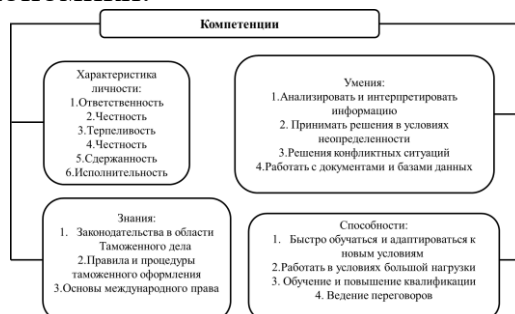 Компетенции
Характеристика
личности:
1.Ответственность
2.Честность
3.Терпеливость
4.Честность
5.Сдержанность
6.Исполнительность
Умения:
1.Анализировать и интерпретировать
информацию
2. Принимать решения в условиях
неопределенности
3.Решения конфликтных ситуаций
4.Работать с документами и базами данных
Знания:
1. Законодательства в области
Таможенного дела
2.Правила и процедуры
таможенного оформления
3.Основы международного права
Способности:
1. Быстро обучаться и адаптироваться к
новым условиям
2.Работать в условиях большой нагрузки
3. Обучение и повышение квалификации
4. Ведение переговоров